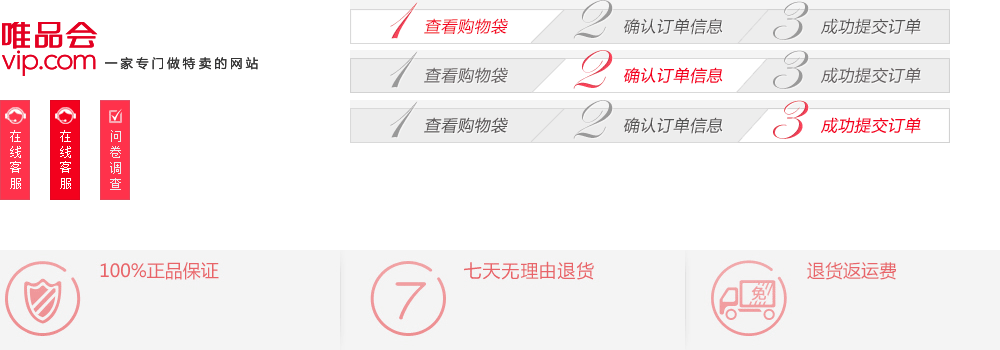 唯品会
vip.com 一家专门做特卖的网站
1 查看购物袋 2 确认订单信息 3 成功提交订单
1 查看购物袋 2 确认订单信息 3 成功提交订单
1 查看购物袋 2 确认订单信息 3 成功提交订单
在线客服
在线客服
问卷调查
100%正品保证
7 七天无理由退货
免 退货返运费